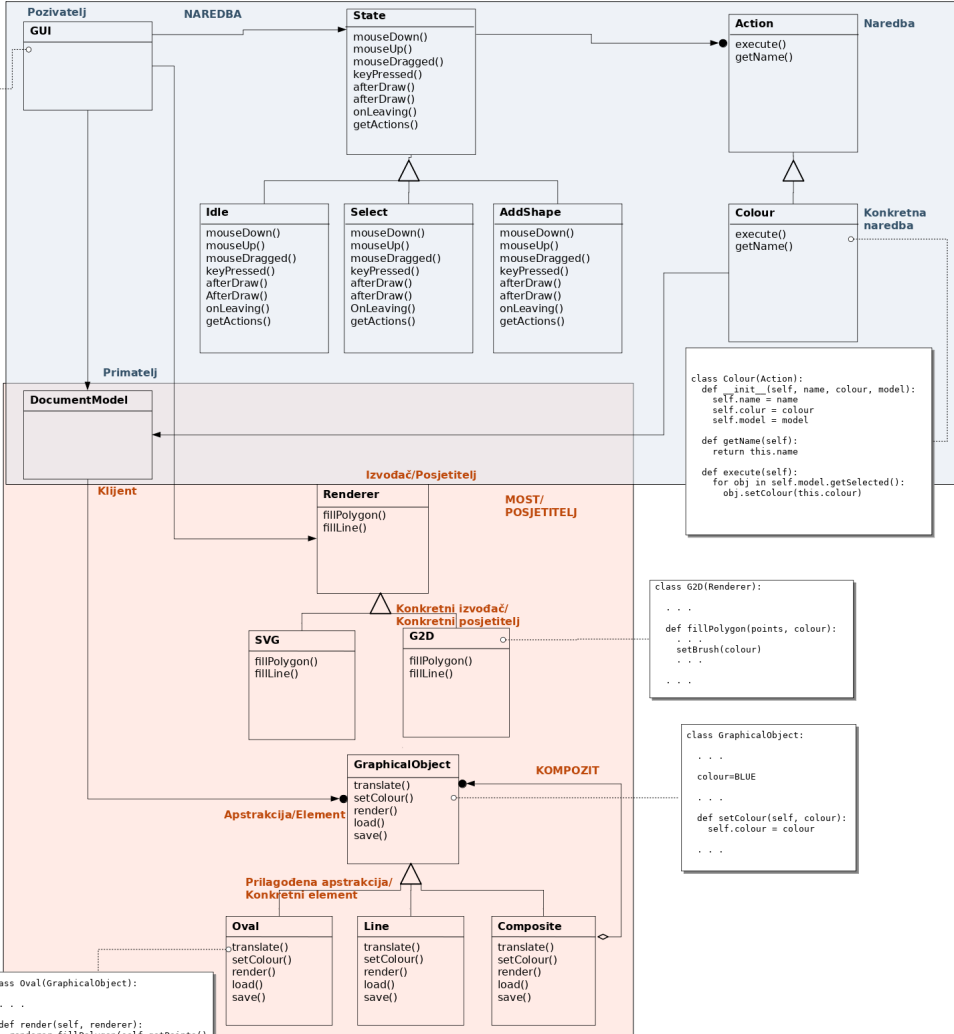 Pozivatelj
NAREDBA
GUI
State
mouseDown()
mouseUp()
mouseDragged()
keyPressed()
afterDraw()
afterDraw()
onLeaving()
getActions()
Action
execute()
getName()
Naredba
Idle
mouseDown()
mouseUp()
mouseDragged()
keyPressed()
afterDraw()
AfterDraw()
onLeaving()
getActions()
Select
mouseDown()
mouseUp()
mouseDragged()
keyPressed()
afterDraw()
afterDraw()
OnLeaving()
getActions()
AddShape
mouseDown()
mouseUp()
mouseDragged()
keyPressed()
afterDraw()
afterDraw()
onLeaving()
getActions()
Colour
execute()
getName()
Konkretna
naredba
class Colour(Action):
def __init__(self, name, colour, model):
self.name = name
self.colur = colour
self.model = model
def getName(self):
return this.name
def execute(self):
for obj in self.model.getSelected():
obj.setColour(this.colour)
Primatelj
DocumentModel
Klijent
Izvođač/Posjetitelj
Renderer
fillPolygon()
fillLine()
MOST/
POSJETITELJ
Konkretni izvođač/
Konkretni posjetitelj
SVG
fillPolygon()
fillLine()
G2D
fillPolygon()
fillLine()
class G2D(Renderer):
. . .
def fillPolygon(points, colour):
. . .
setBrush(colour)
. . .
. . .
GraphicalObject
translate()
setColour()
render()
load()
save()
KOMPOZIT
Apstrakcija/Element
class GraphicalObject:
. . .
colour=BLUE
. . .
def setColour(self, colour):
self.colour = colour
. . .
Prilagođena apstrakcija/
Konkretni element
Oval
translate()
setColour()
render()
load()
save()
Line
translate()
setColour()
render()
load()
save()
Composite
translate()
setColour()
render()
load()
save()
ass Oval(GraphicalObject):
. . .
def render(self, renderer):
renderer.fillPolygon(self.getPoints()